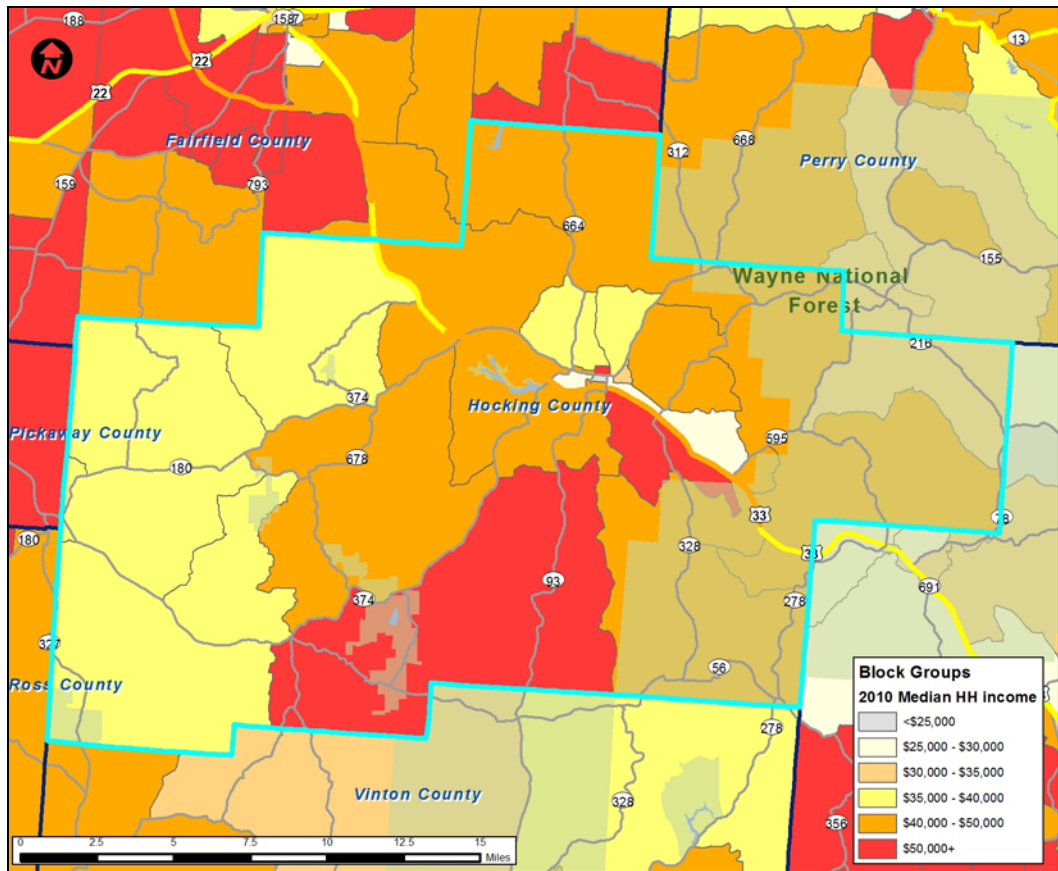 188
158
7
N
22
22
13
Fairfield County
312
668
Perry County
159
793
664
155
Wayne National
Forest
216
374
Hocking County
Pickaway County
595
678
180
33
78
180
328
33
93
374
278
691
327
56
Ross County
278
Vinton County
328
356
Block Groups
2010 Median HH income
<$25,000
$25,000 - $30,000
$30,000 - $35,000
$35,000 - $40,000
$40,000 - $50,000
$50,000+
0 2.5 5 7.5 10 12.5 15
Miles